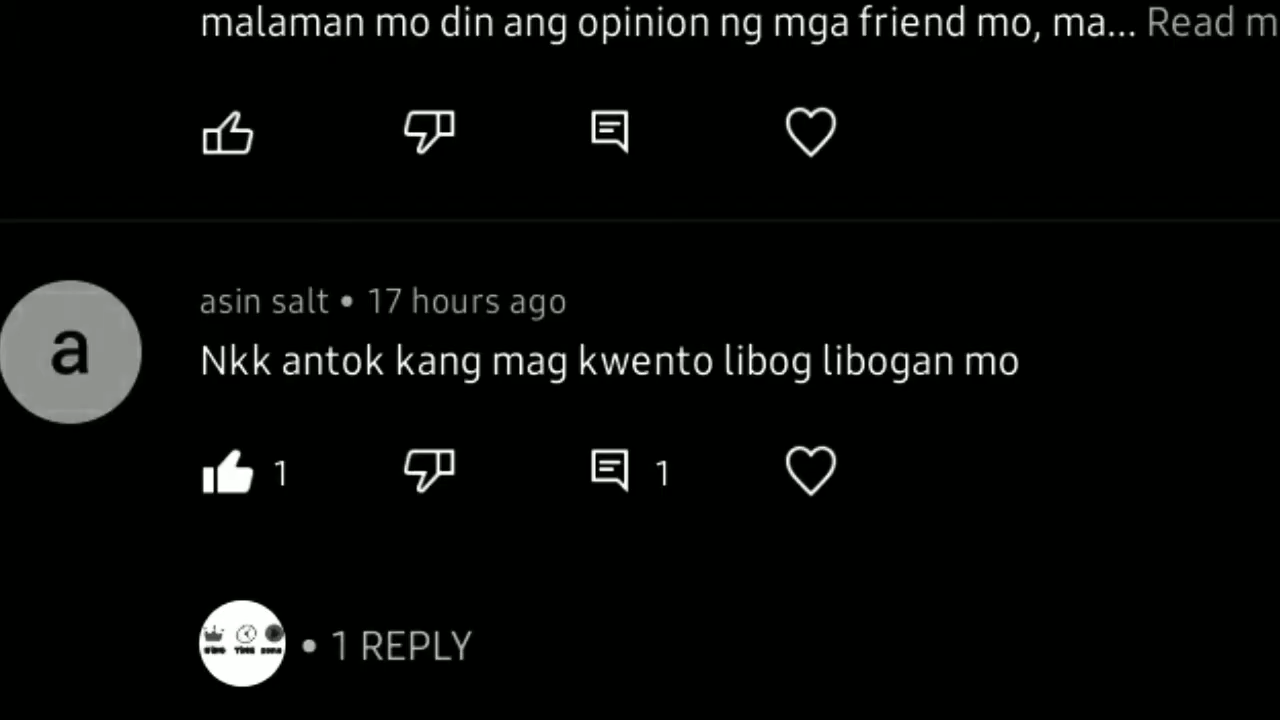 malaman mo din ang opinion ng mga friend mo, ma... Read m
a
asin salt • 17 hours ago
Nkk antok kang mag kwento libog libogan mo
1
1
• 1 REPLY